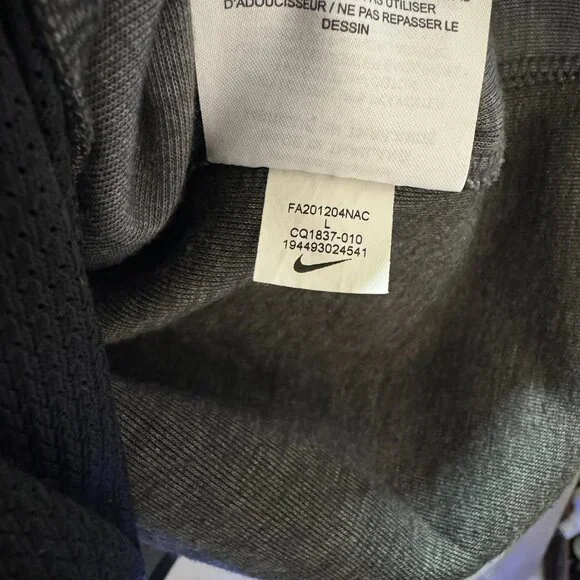 D'ADOUCISSEUR / NE PAS REPASSER LE
DESSIN
FA201204NAC
L
CQ1837-010
194493024541